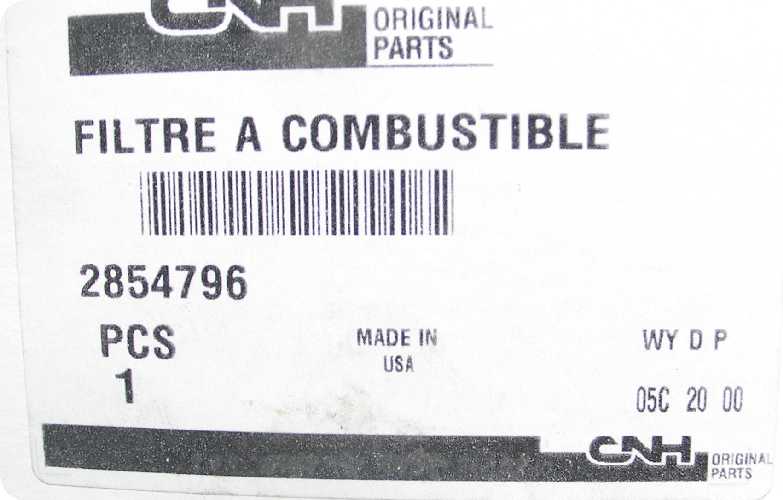 CNH ORIGINAL
PARTS
FILTRE A COMBUSTIBLE
2854796
PCS MADE IN WY D P
1 USA 05C 20 00
CNH ORIGINAL
PARTS